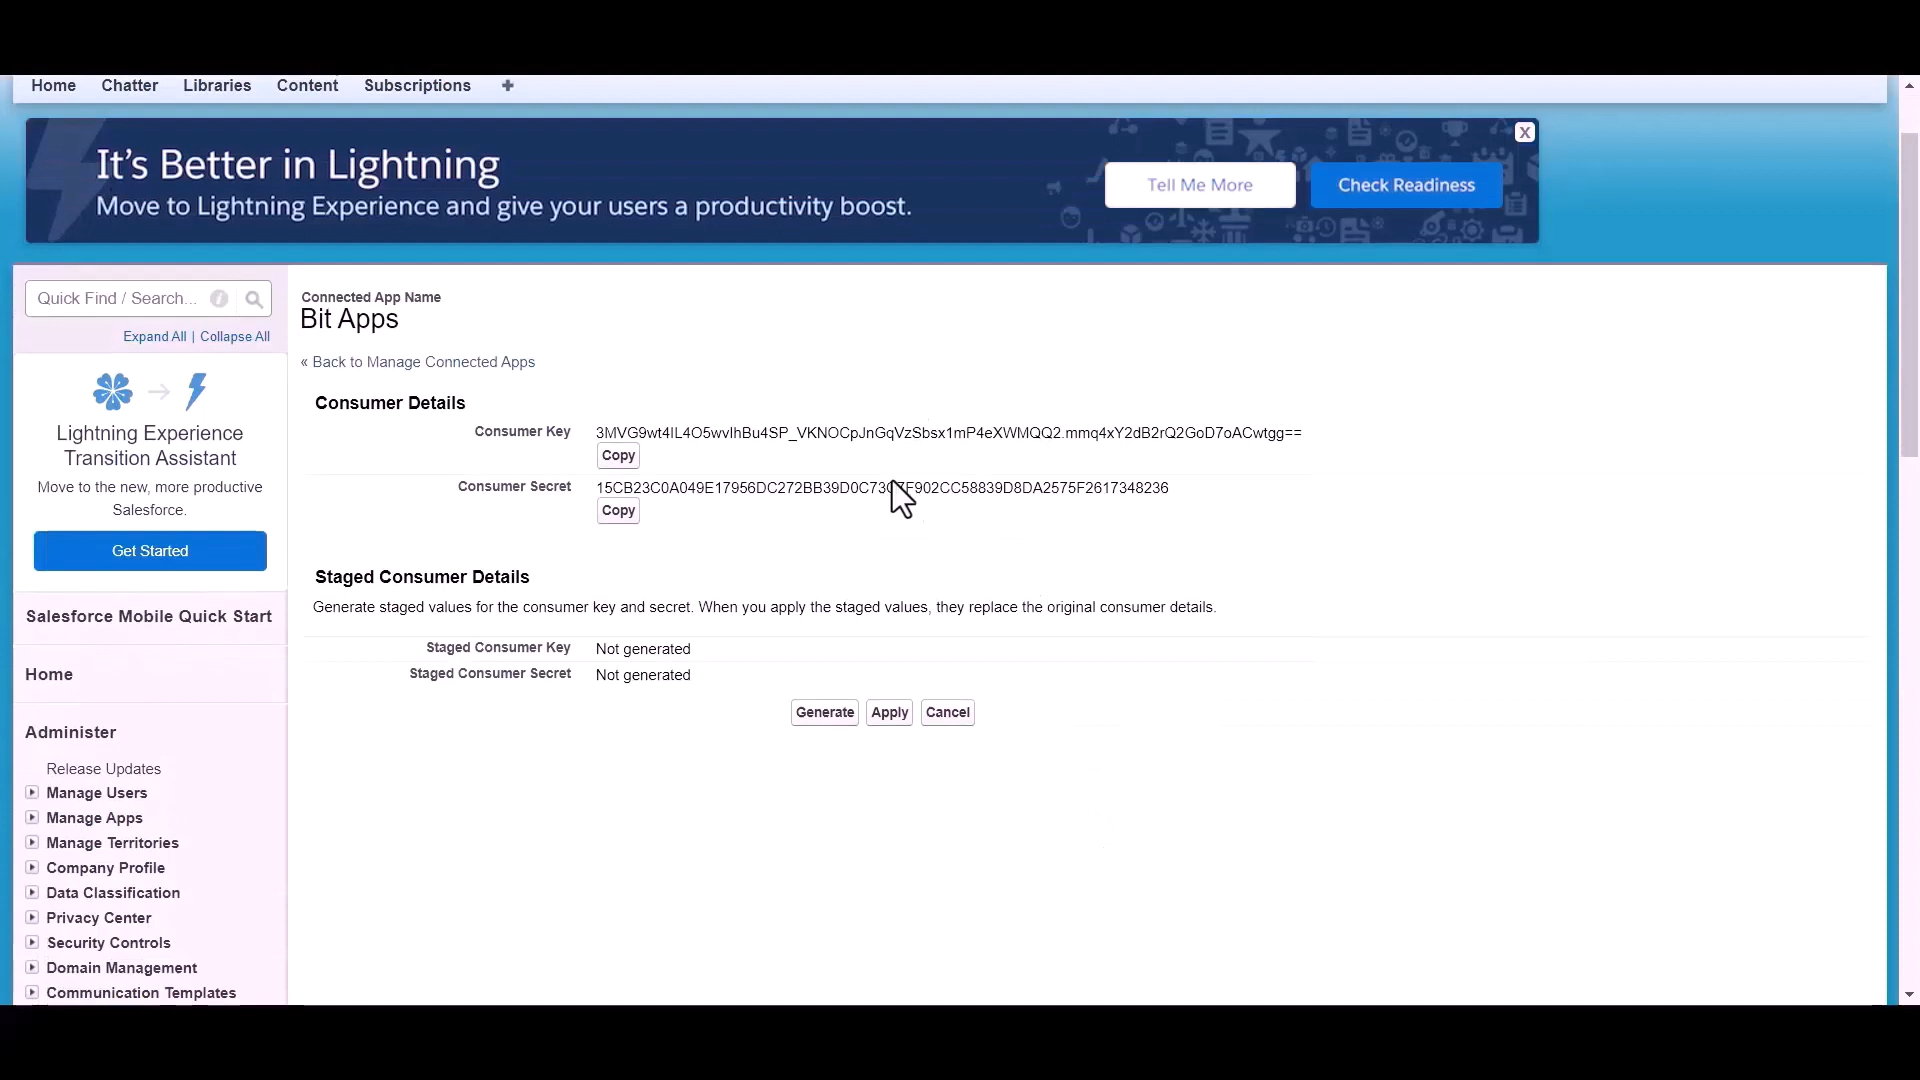 Home Chatter Libraries Content Subscriptions +
It's Better in Lightning
Move to Lightning Experience and give your users a productivity boost.
Tell Me More
Check Readiness
X
Quick Find / Search...
Expand All | Collapse All
Lightning Experience
Transition Assistant
Move to the new, more productive
Salesforce.
Get Started
Salesforce Mobile Quick Start
Home
Administer
Release Updates
Manage Users
Manage Apps
Manage Territories
Company Profile
Data Classification
Privacy Center
Security Controls
Domain Management
Communication Templates
Connected App Name
Bit Apps
« Back to Manage Connected Apps
Consumer Details
Consumer Key
Copy
Consumer Secret
Copy
Staged Consumer Details
Generate staged values for the consumer key and secret. When you apply the staged values, they replace the original consumer details.
Staged Consumer Key Not generated
Staged Consumer Secret Not generated
Generate Apply Cancel